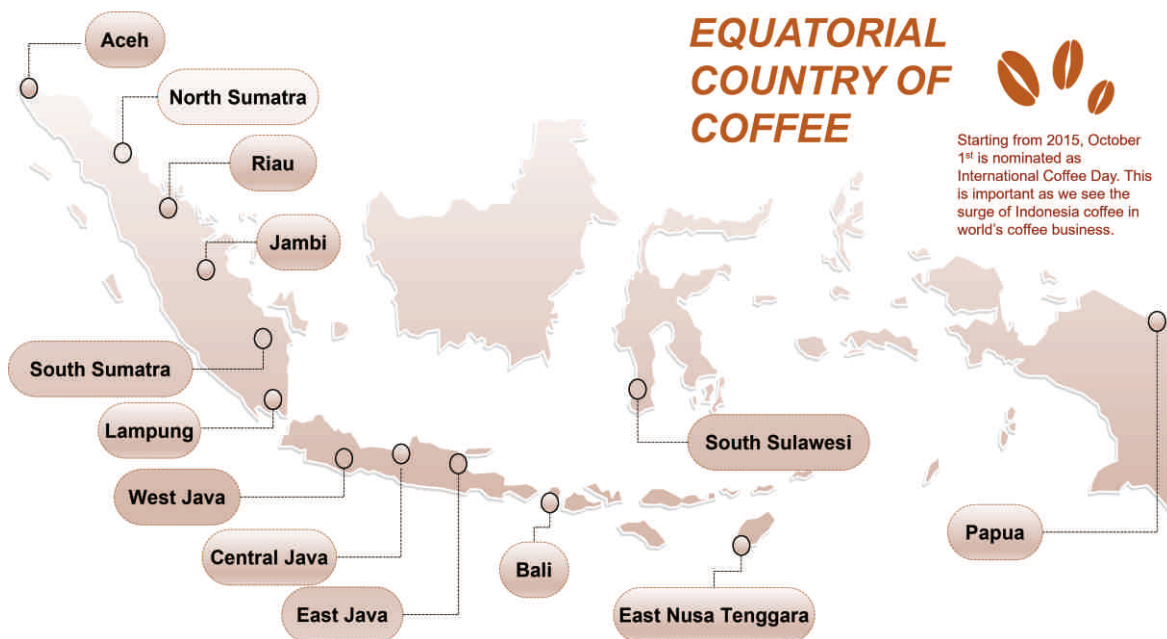 EQUATORIAL
COUNTRY OF
COFFEE
Starting from 2015, October
1st is nominated as
International Coffee Day. This
is important as we see the
surge of Indonesia coffee in
world's coffee business.
Aceh
North Sumatra
Riau
Jambi
South Sumatra
Lampung
West Java
Central Java
East Java
Bali
East Nusa Tenggara
South Sulawesi
Papua